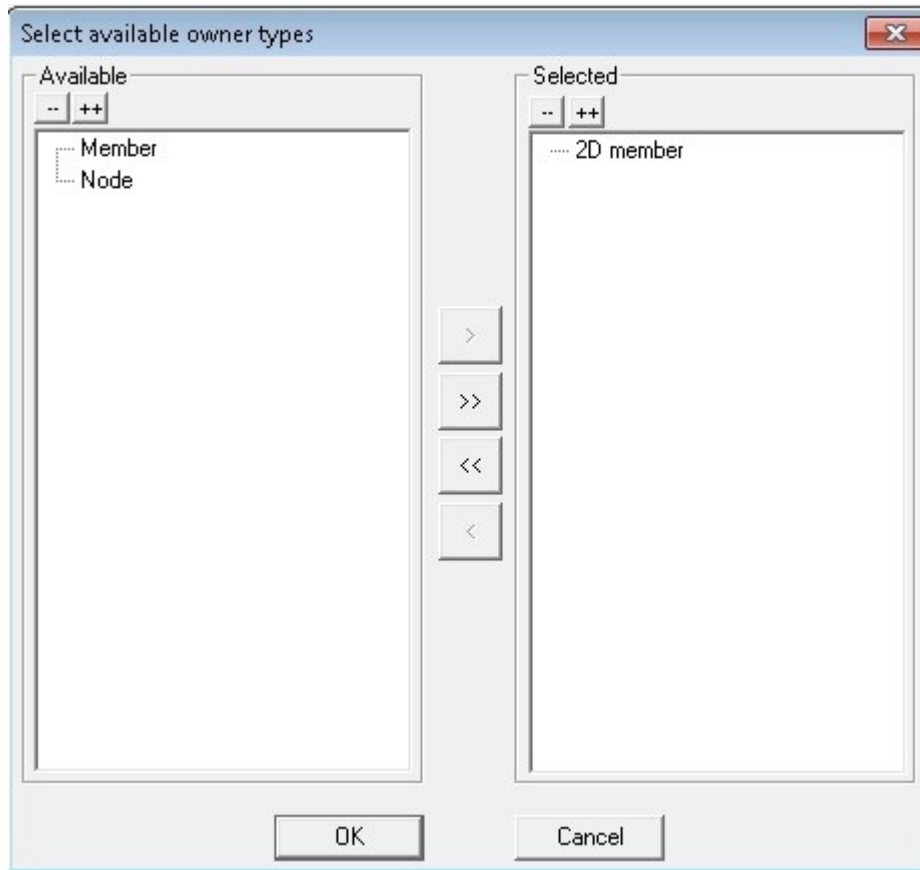 Select available owner types
Available
Selected
-- ++
-- ++
Member
Node
2D member
>
>>
<<
<
OK
Cancel